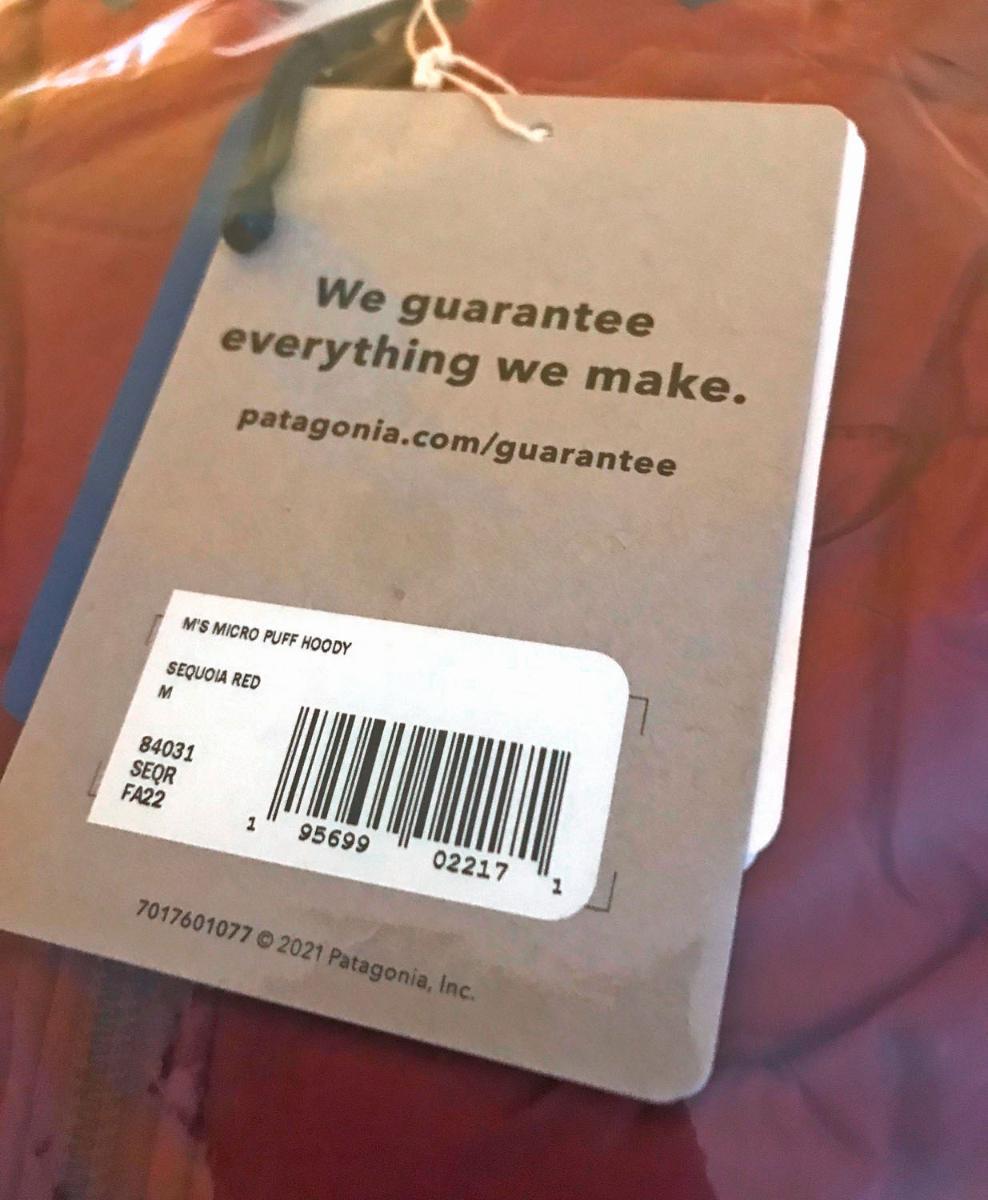 We guarantee
everything we make.
patagonia.com/guarantee
M'S MICRO PUFF HOODY
SEQUOIA RED
M
84031
SEQR
FA22
1 95699 02217 1
7017601077 © 2021 Patagonia, Inc.